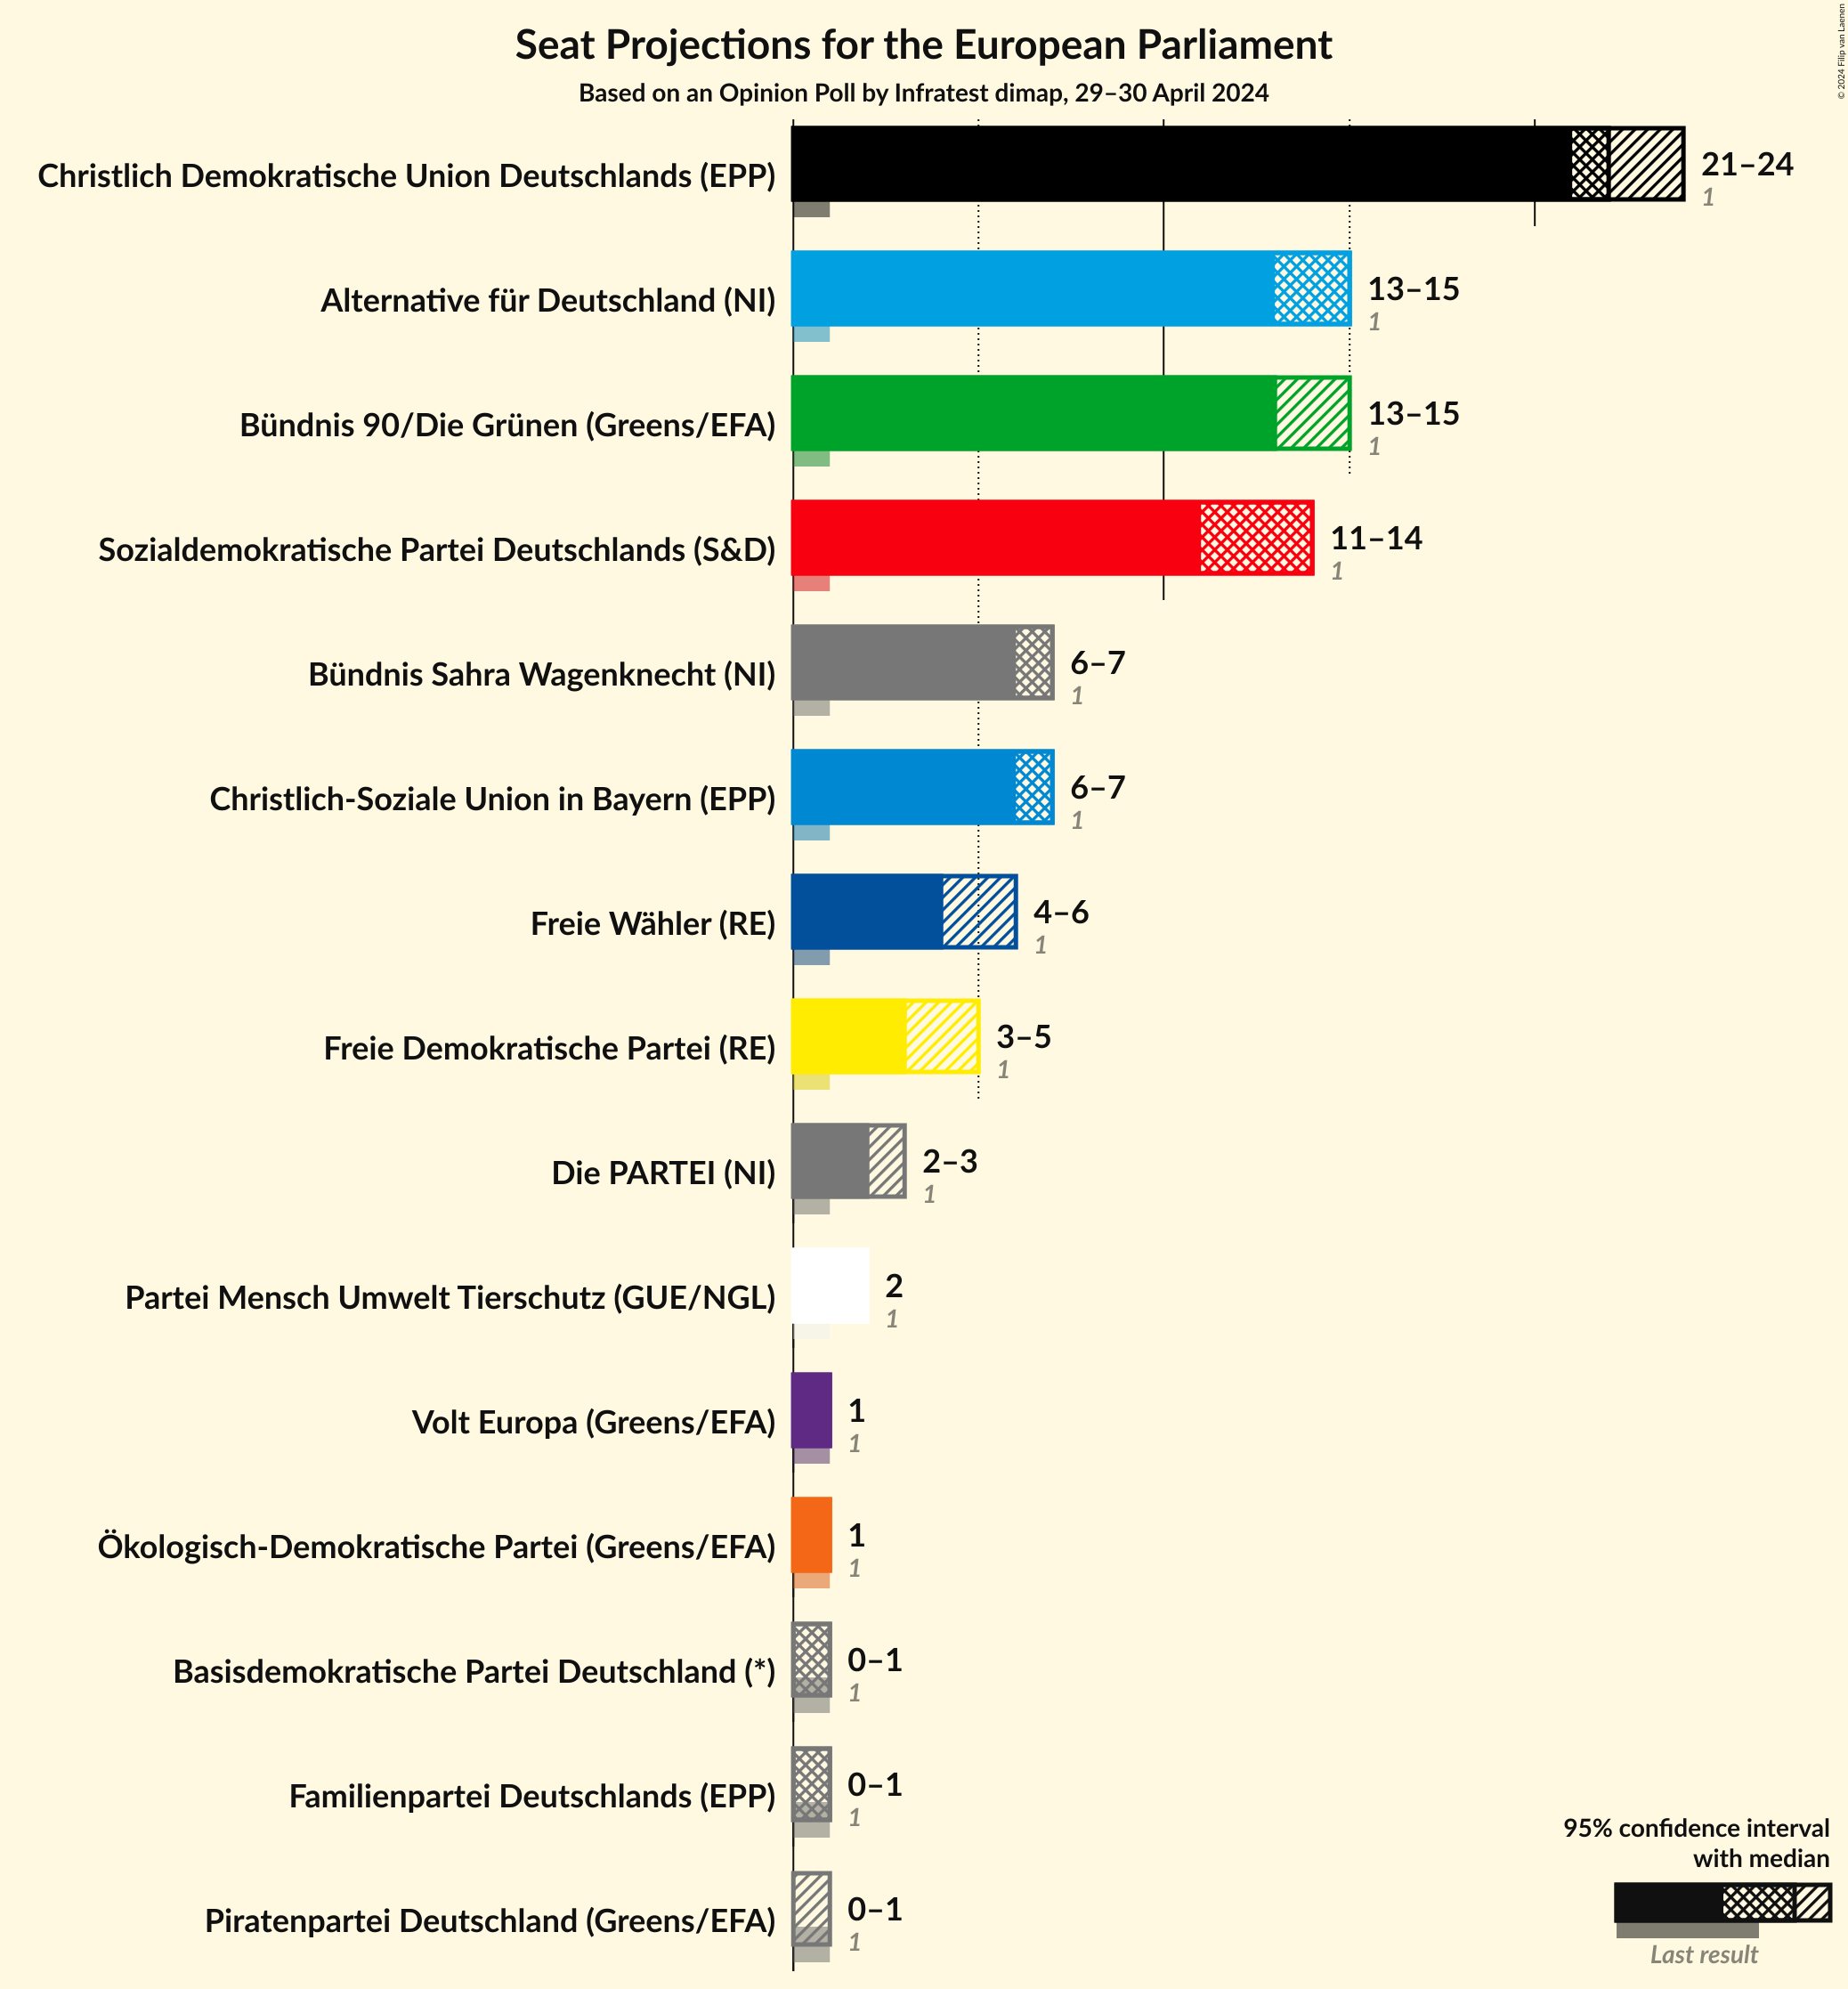 Seat Projections for the European Parliament
Based on an Opinion Poll by Infratest dimap, 29–30 April 2024
© 2024 Filip van Laenen
Christlich Demokratische Union Deutschlands (EPP)
21–24
1
Alternative für Deutschland (NI)
13–15
1
Bündnis 90/Die Grünen (Greens/EFA)
13–15
1
Sozialdemokratische Partei Deutschlands (S&D)
11–14
1
Bündnis Sahra Wagenknecht (NI)
6–7
1
Christlich-Soziale Union in Bayern (EPP)
6–7
1
Freie Wähler (RE)
4–6
1
Freie Demokratische Partei (RE)
3–5
1
Die PARTEI (NI)
2–3
1
Partei Mensch Umwelt Tierschutz (GUE/NGL)
2
1
Volt Europa (Greens/EFA)
1
1
Ökologisch-Demokratische Partei (Greens/EFA)
1
1
Basisdemokratische Partei Deutschland (*)
0–1
1
Familienpartei Deutschlands (EPP)
0–1
1
Piratenpartei Deutschland (Greens/EFA)
0–1
1
95% confidence interval
with median
Last result